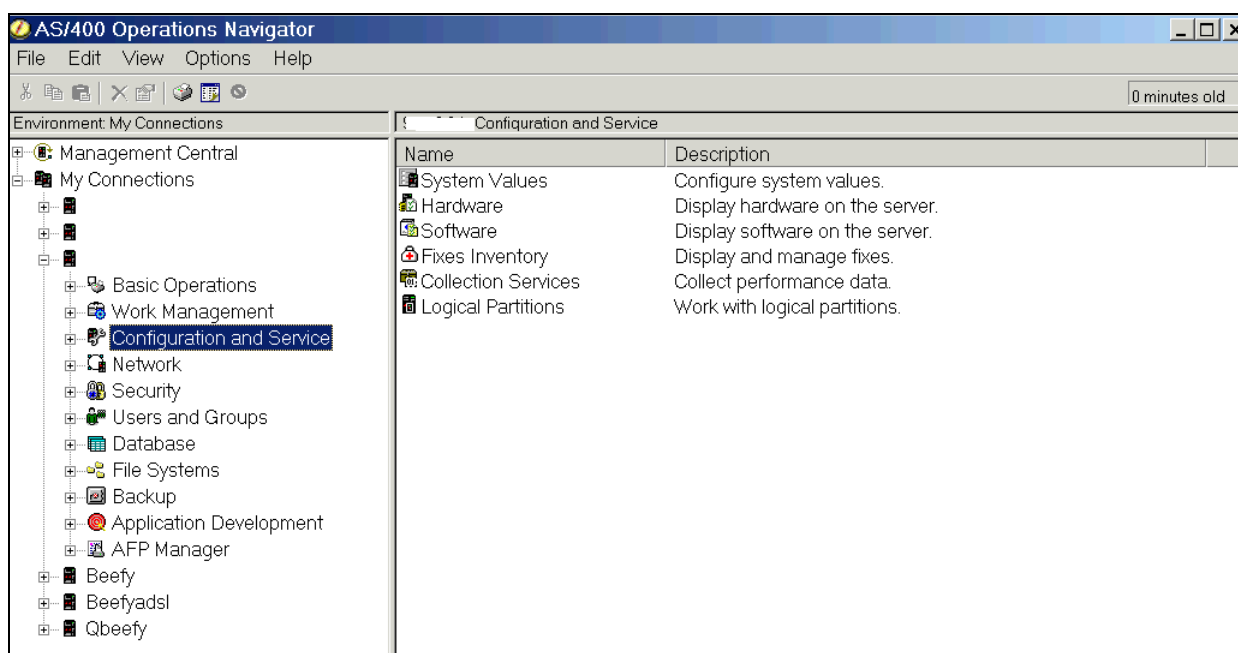 AS/400 Operations Navigator
File Edit View Options Help
0 minutes old
Environment: My Connections
Configuration and Service
Management Central
My Connections
Basic Operations
Work Management
Configuration and Service
Network
Security
Users and Groups
Database
File Systems
Backup
Application Development
AFP Manager
Beefy
Beefyadsl
Qbeefy
Name Description
System Values Configure system values.
Hardware Display hardware on the server.
Software Display software on the server.
Fixes Inventory Display and manage fixes.
Collection Services Collect performance data.
Logical Partitions Work with logical partitions.